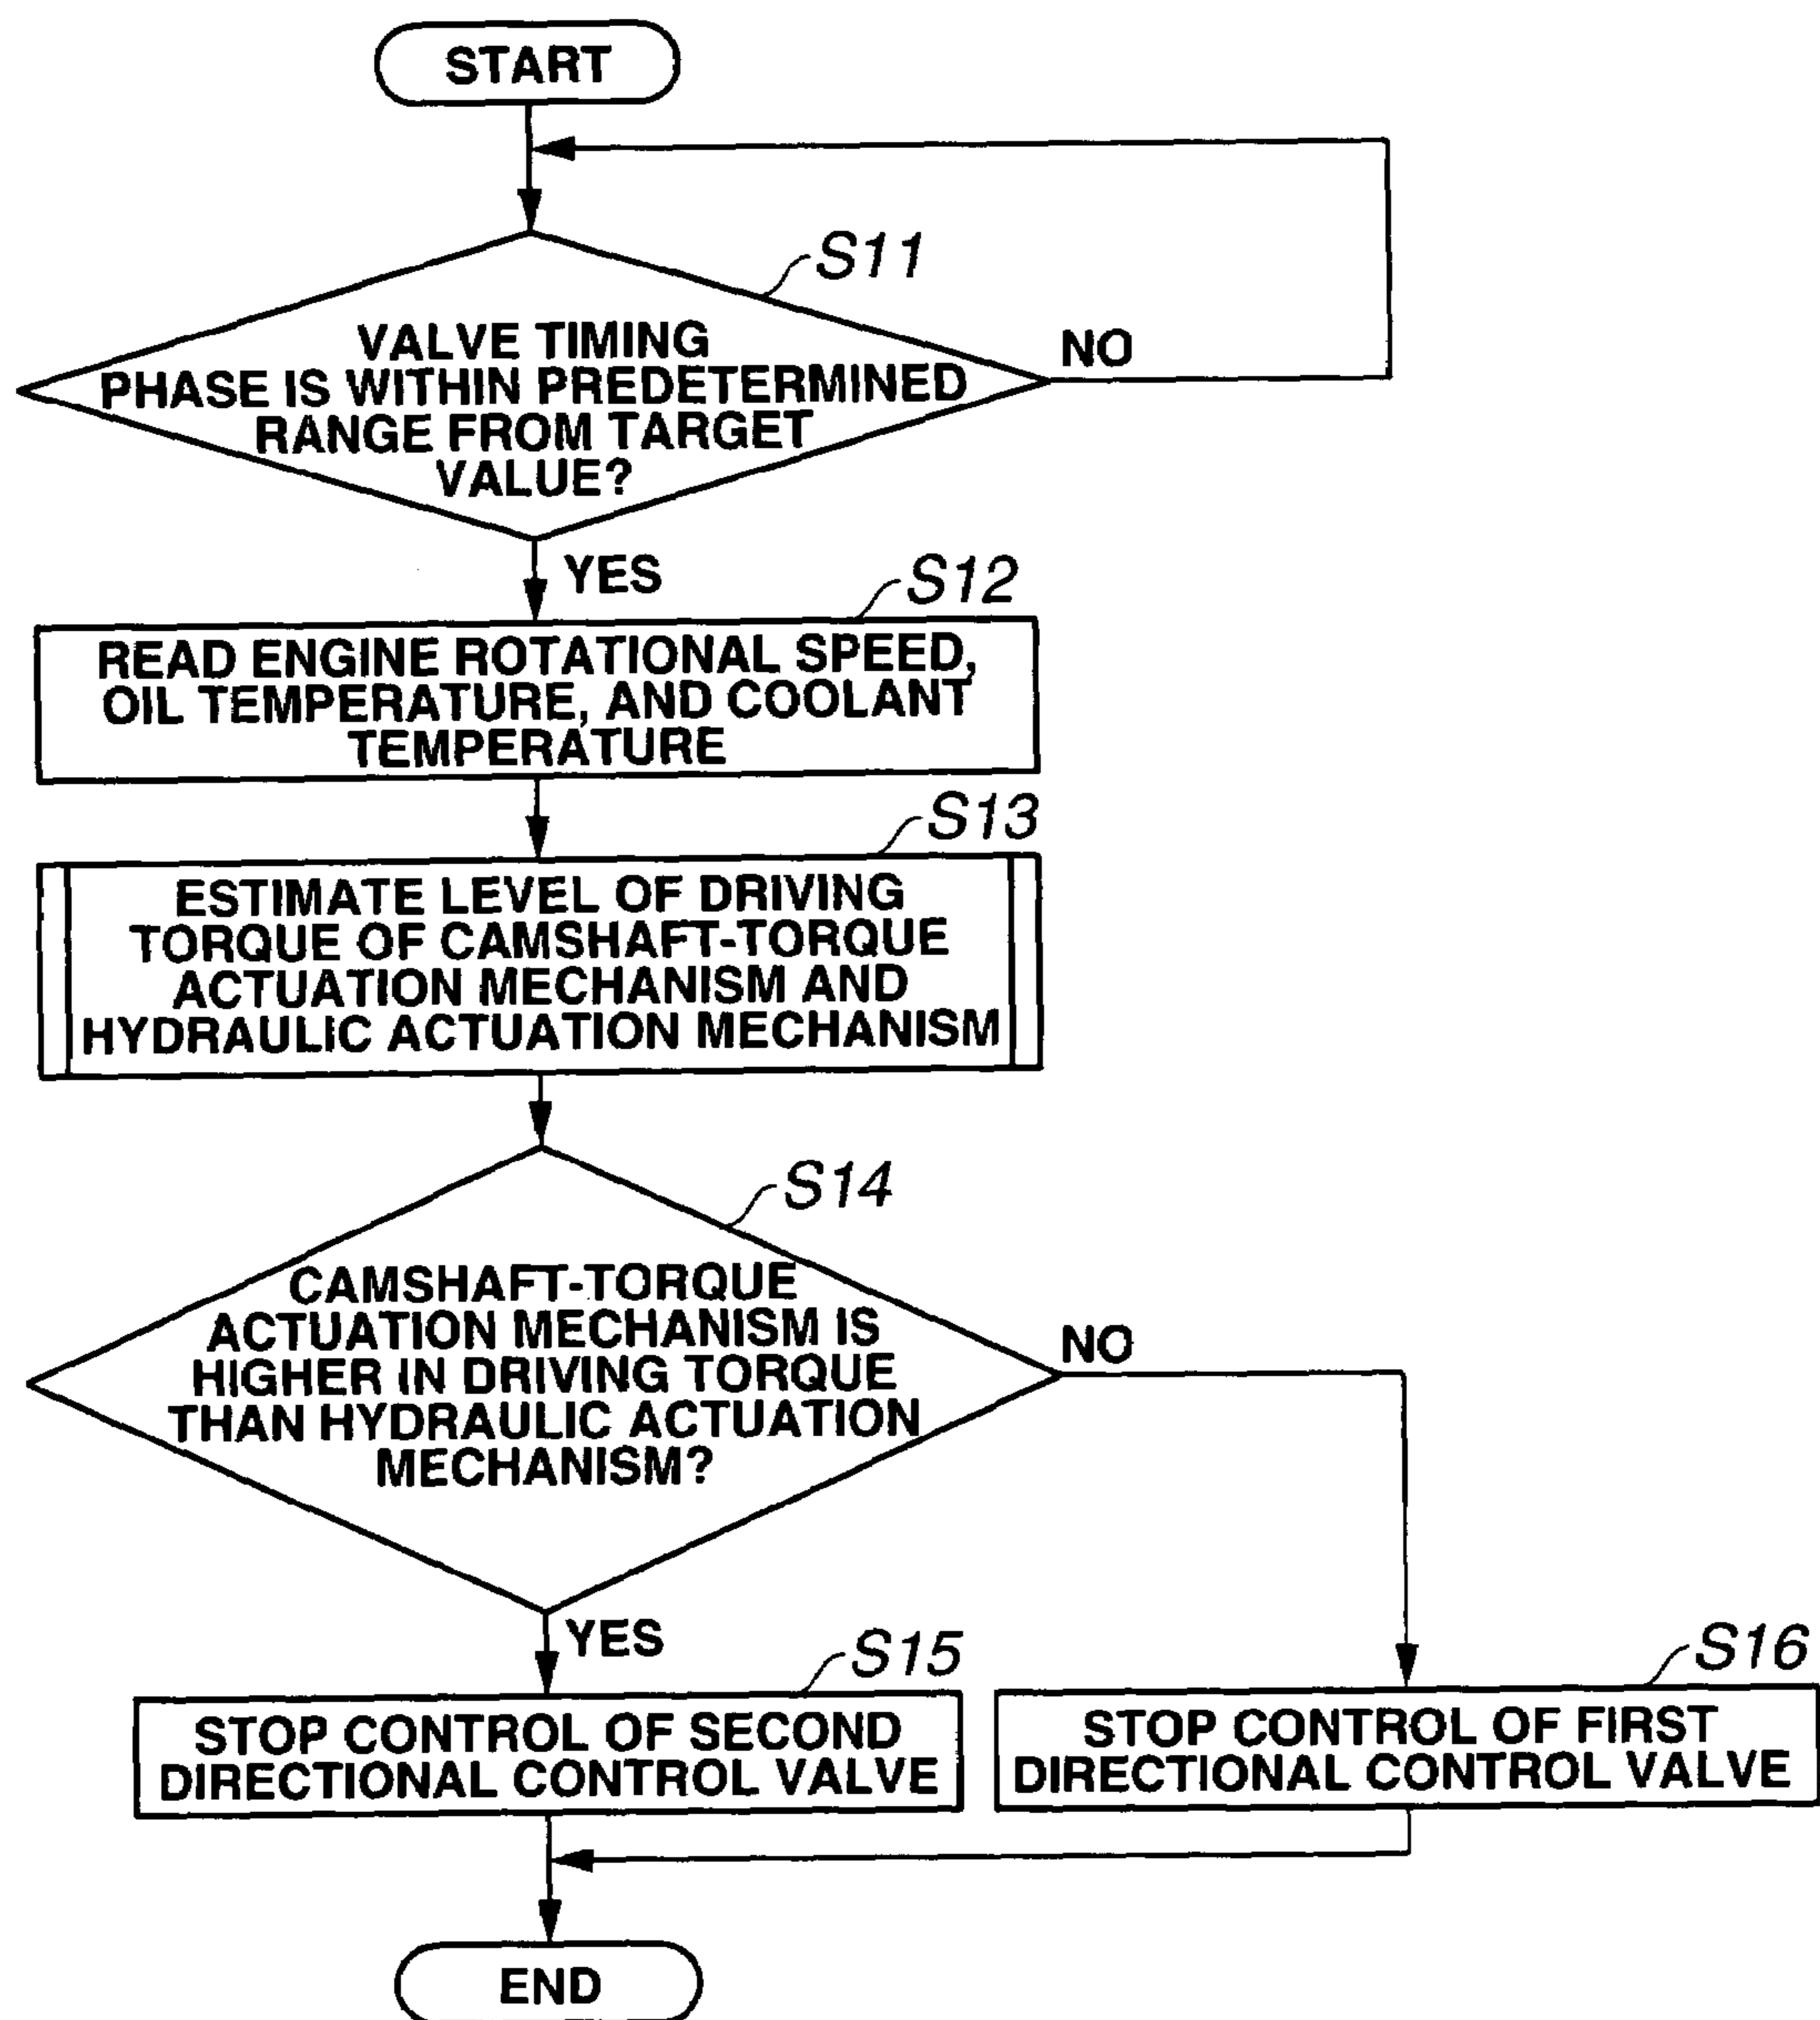 START
S11
VALVE TIMING
PHASE IS WITHIN PREDETERMINED
RANGE FROM TARGET
VALUE?
NO
YES
S12
READ ENGINE ROTATIONAL SPEED,
OIL TEMPERATURE, AND COOLANT
TEMPERATURE
S13
ESTIMATE LEVEL OF DRIVING
TORQUE OF CAMSHAFT-TORQUE
ACTUATION MECHANISM AND
HYDRAULIC ACTUATION MECHANISM
S14
CAMSHAFT-TORQUE
ACTUATION MECHANISM IS
HIGHER IN DRIVING TORQUE
THAN HYDRAULIC ACTUATION
MECHANISM?
NO
YES
S15
STOP CONTROL OF SECOND
DIRECTIONAL CONTROL VALVE
S16
STOP CONTROL OF FIRST
DIRECTIONAL CONTROL VALVE
END